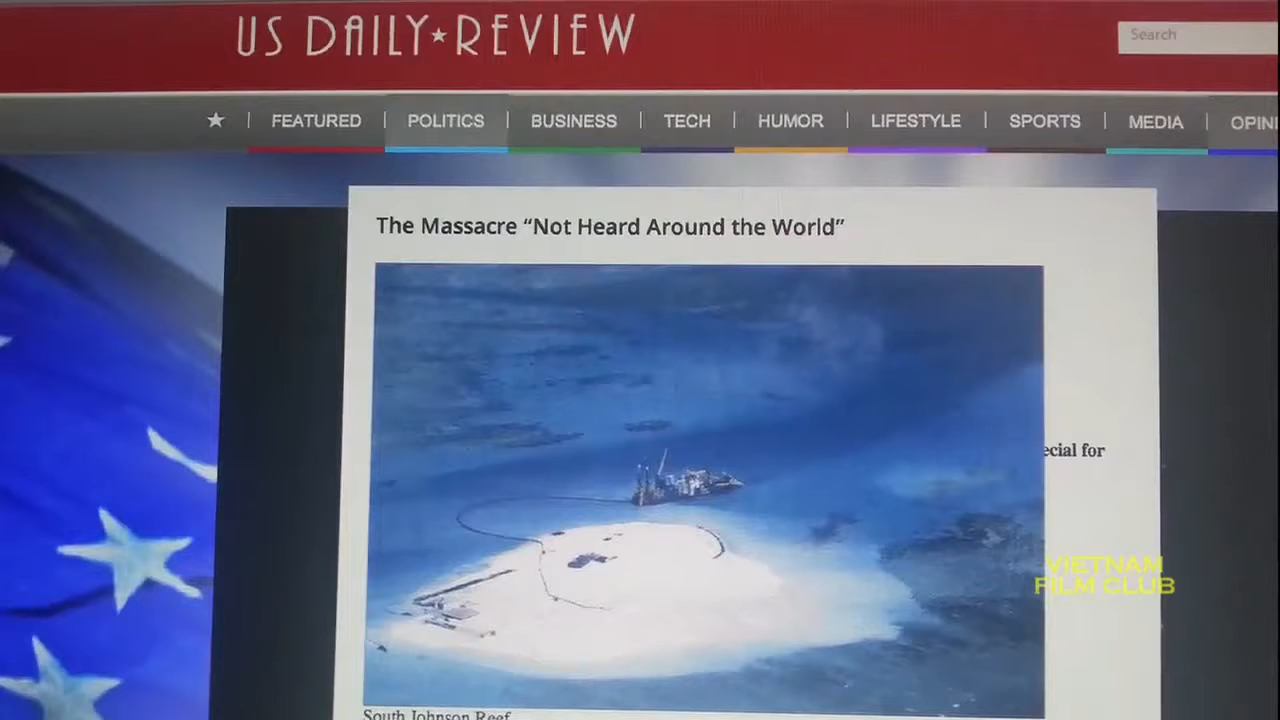 US DAILY★REVIEW
Search
★ | FEATURED | POLITICS | BUSINESS | TECH | HUMOR | LIFESTYLE | SPORTS | MEDIA | OPINI
The Massacre “Not Heard Around the World”
ecial for
VIETNAM
FILM CLUB
South Johnson Reef